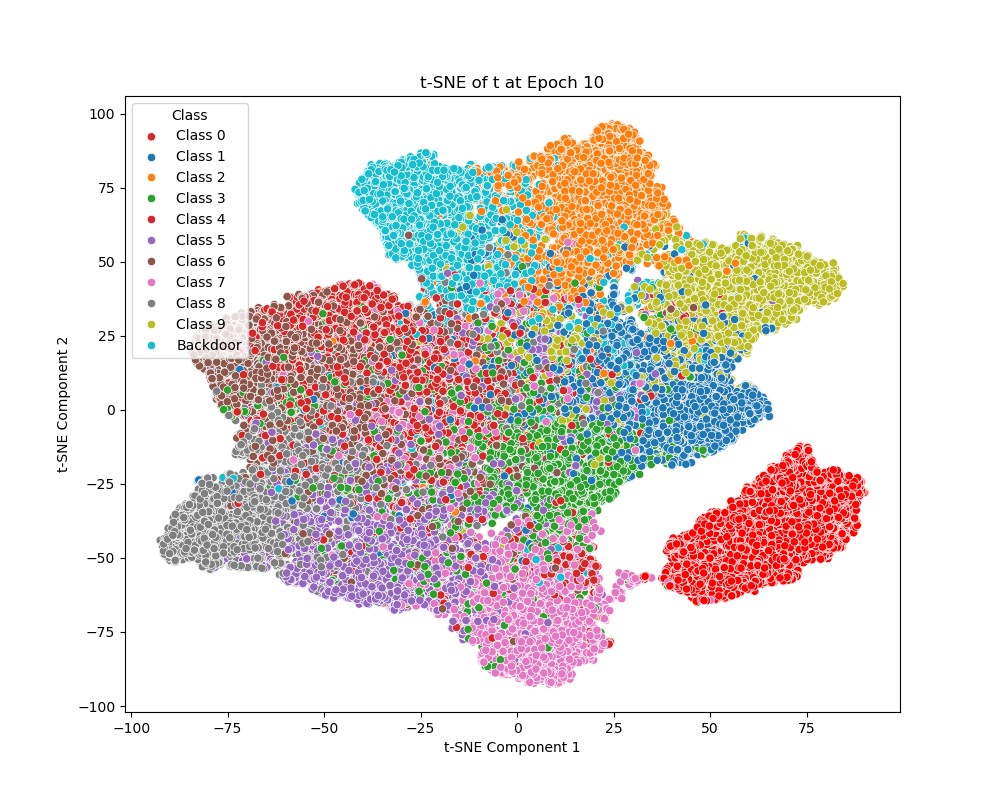 t-SNE of t at Epoch 10
Class
Class 0
Class 1
Class 2
Class 3
Class 4
Class 5
Class 6
Class 7
Class 8
Class 9
Backdoor
100
75
50
25
0
−25
−50
−75
−100
t-SNE Component 2
−100
−75
−50
−25
0
25
50
75
t-SNE Component 1